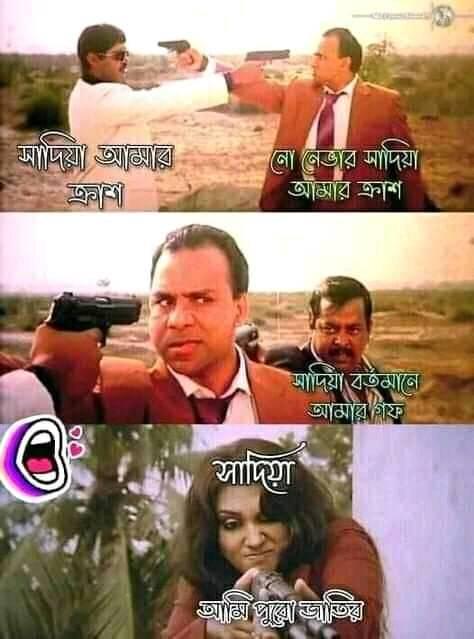 সাদিয়া আমার
ক্রাশ
নো নেভার সাদিয়া
আমার ক্রাশ
সাদিয়া বর্তমানে
আমার গফ
সাদিয়া
আমি পুরো জাতির